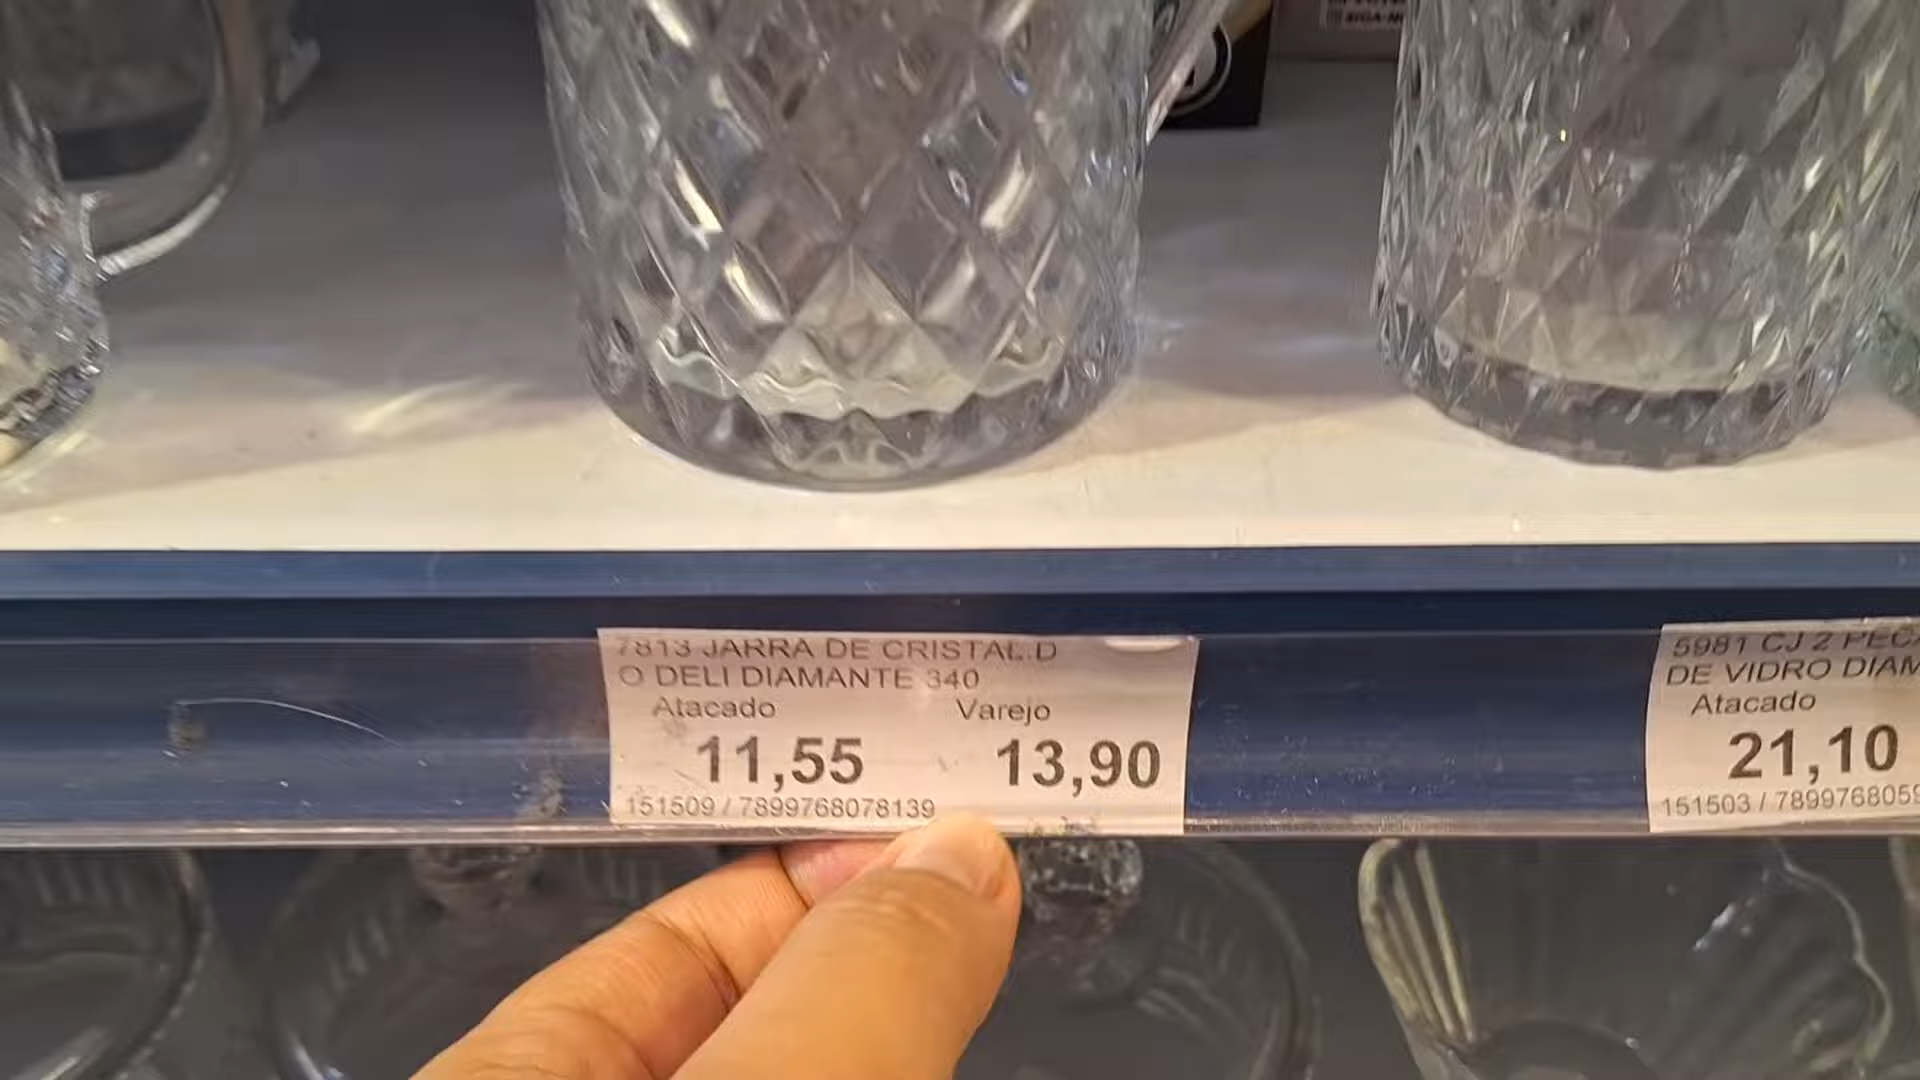 7813 JARRA DE CRISTAL.D
O DELI DIAMANTE 340
Atacado Varejo
11,55 13,90
151509 / 7899768078139
5981 CJ 2 PEC
DE VIDRO DIAM
Atacado
21,10
151503 / 789976805